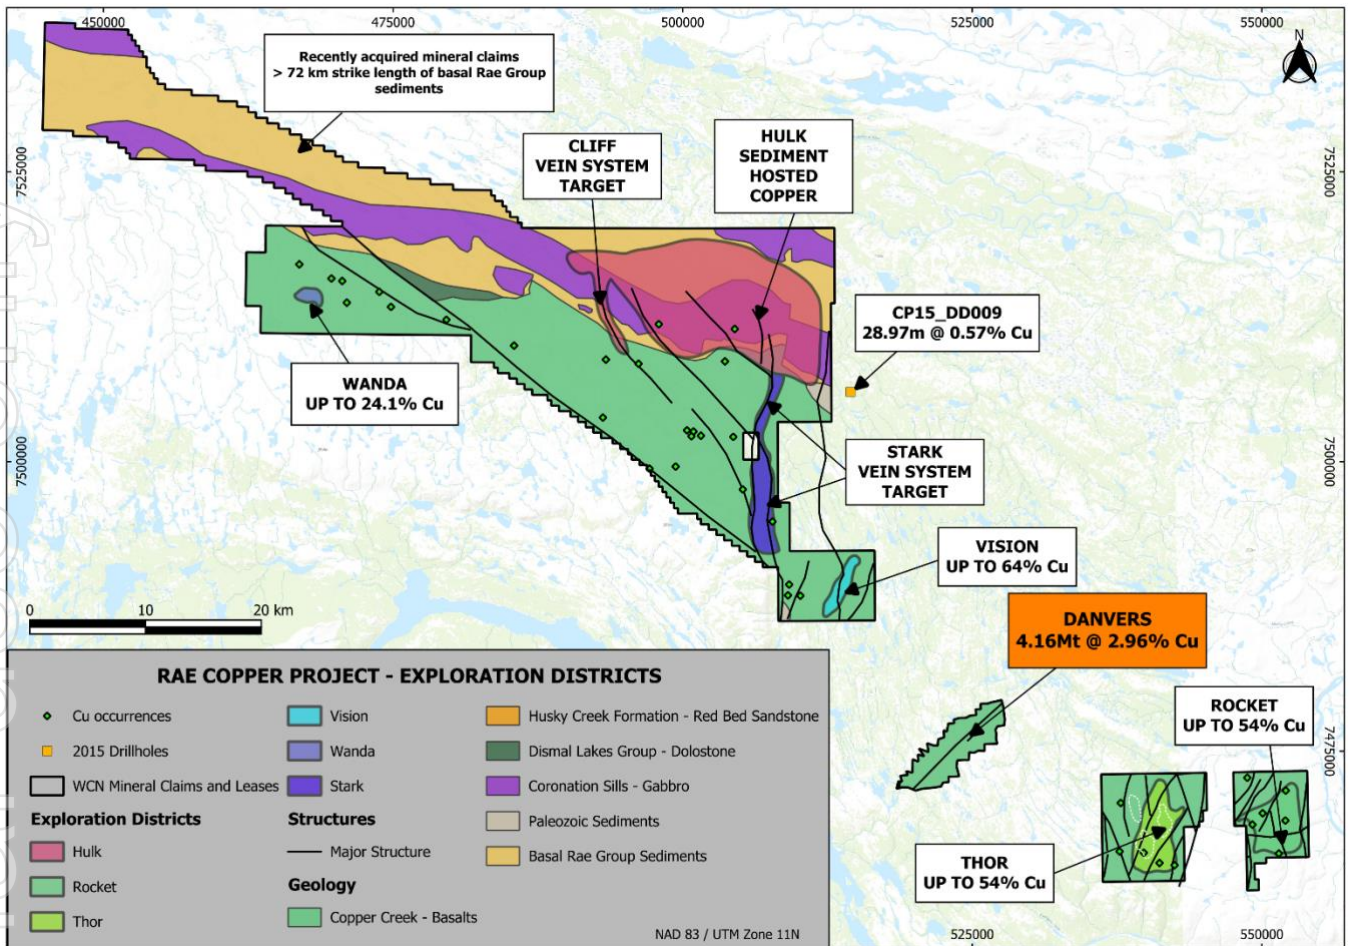 450000
475000
500000
525000
550000
N
Recently acquired mineral claims
> 72 km strike length of basal Rae Group
sediments
CLIFF
VEIN SYSTEM
TARGET
HULK
SEDIMENT
HOSTED
COPPER
7525000
7525000
CP15_DD009
28.97m @ 0.57% Cu
WANDA
UP TO 24.1% Cu
7500000
7500000
STARK
VEIN SYSTEM
TARGET
VISION
UP TO 64% Cu
0
10
20 km
DANVERS
4.16Mt @ 2.96% Cu
ROCKET
UP TO 54% Cu
7475000
THOR
UP TO 54% Cu
RAE COPPER PROJECT - EXPLORATION DISTRICTS
Cu occurrences
2015 Drillholes
WCN Mineral Claims and Leases
Exploration Districts
Hulk
Rocket
Thor
Vision
Wanda
Stark
Structures
Major Structure
Geology
Copper Creek - Basalts
Husky Creek Formation - Red Bed Sandstone
Dismal Lakes Group - Dolostone
Coronation Sills - Gabbro
Paleozoic Sediments
Basal Rae Group Sediments
NAD 83 / UTM Zone 11N
525000
550000